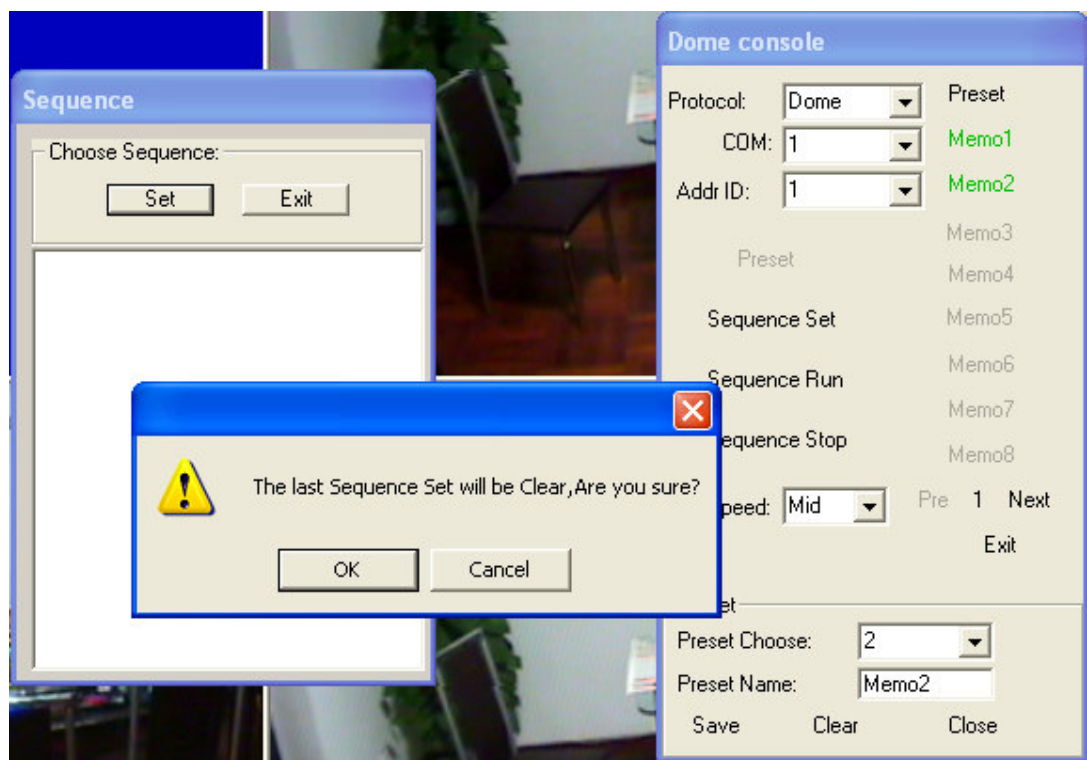 Sequence
Choose Sequence:
Set Exit
Dome console
Protocol: Dome Preset
COM: 1 Memo1
Addr ID: 1 Memo2
Memo3
Preset
Memo4
Sequence Set Memo5
Memo6
Sequence Run
Memo7
equence Stop
Memo8
peed: Mid Pre 1 Next
Exit
The last Sequence Set will be Clear,Are you sure?
OK Cancel
et
Preset Choose: 2
Preset Name: Memo2
Save Clear Close